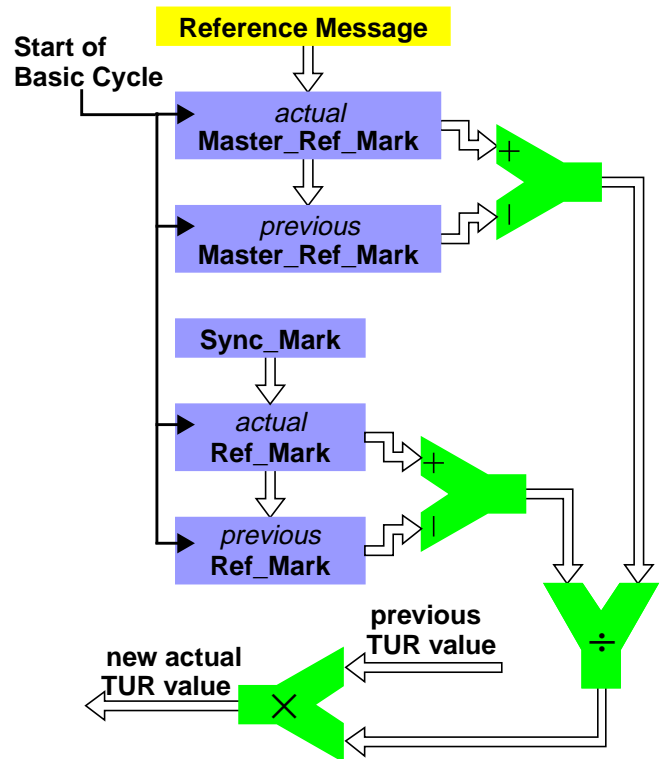 Reference Message
Start of
Basic Cycle
actual
Master_Ref_Mark
+
previous
Master_Ref_Mark
–
Sync_Mark
actual
Ref_Mark
+
previous
Ref_Mark
–
÷
previous
TUR value
new actual
TUR value
×